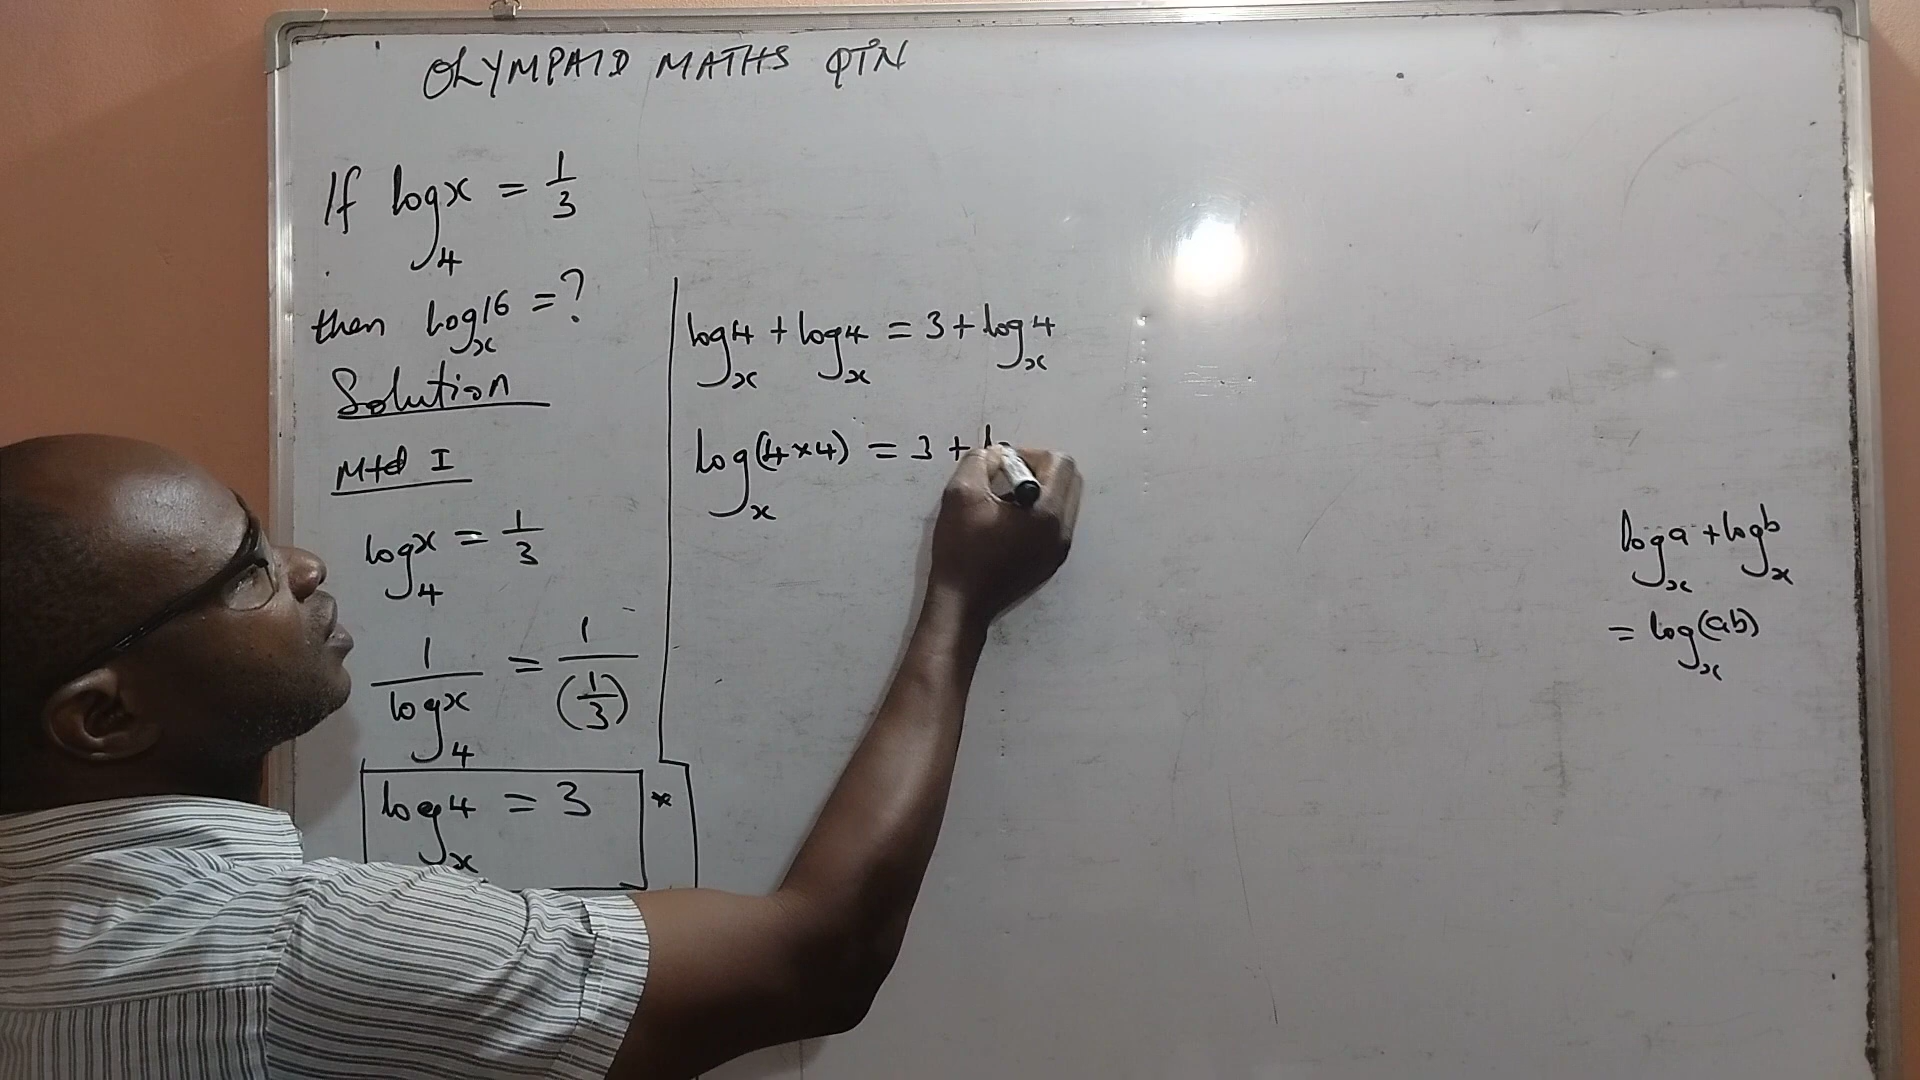 OLYMPAID MATHS QTN
If log₄x = 1/3
then logₓ16 = ?
Solution
Mtd I
log₄x = 1/3
1/log₄x = 1/(1/3)
logₓ4 = 3 *
logₓ4 + logₓ4 = 3 + logₓ4
logₓ(4×4) = 3 + l
logₓa + logₓb
= logₓ(ab)